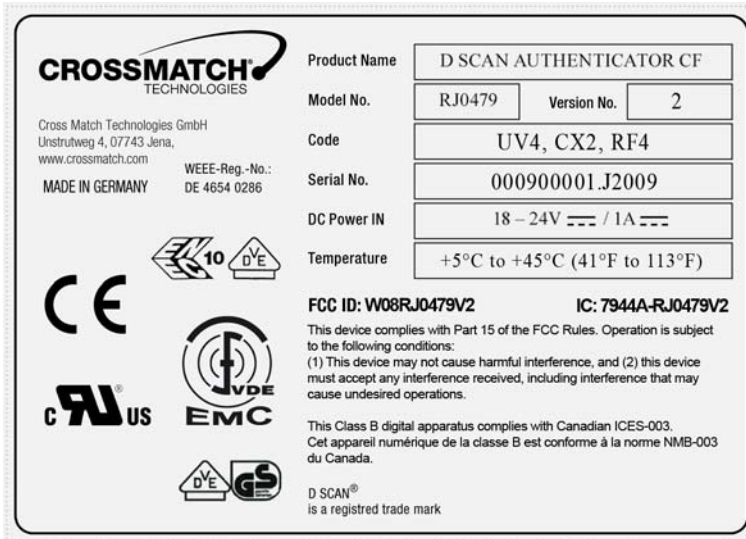 CROSSMATCH®
TECHNOLOGIES
Cross Match Technologies GmbH
Unstrutweg 4, 07743 Jena,
www.crossmatch.com
MADE IN GERMANY
WEEE-Reg.-No.:
DE 4654 0286
Product Name D SCAN AUTHENTICATOR CF
Model No. RJ0479 Version No. 2
Code UV4, CX2, RF4
Serial No. 000900001.J2009
DC Power IN 18 – 24V ⎓ / 1A ⎓
Temperature +5°C to +45°C (41°F to 113°F)
10
DVE
CE
VDE
EMC
C RU® US
DVE GS
FCC ID: W08RJ0479V2 IC: 7944A-RJ0479V2
This device complies with Part 15 of the FCC Rules. Operation is subject
to the following conditions:
(1) This device may not cause harmful interference, and (2) this device
must accept any interference received, including interference that may
cause undesired operations.
This Class B digital apparatus complies with Canadian ICES-003.
Cet appareil numérique de la classe B est conforme à la norme NMB-003
du Canada.
D SCAN®
is a registred trade mark